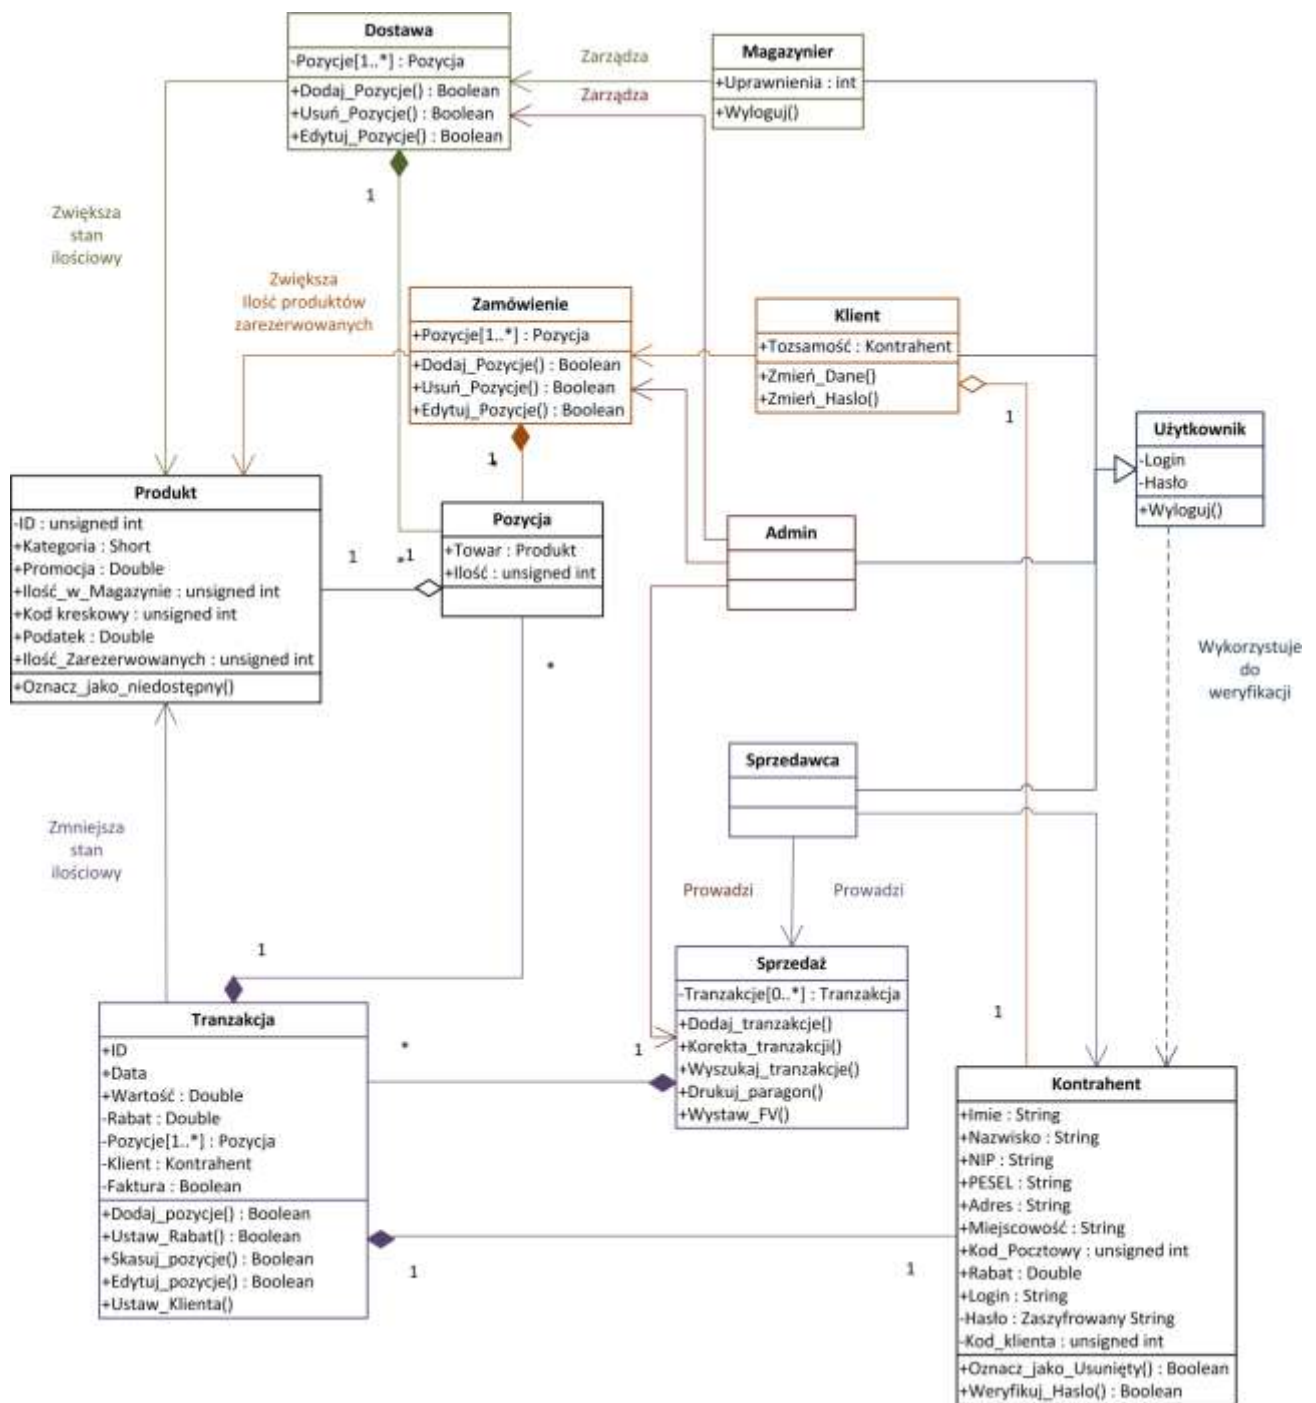 Dostawa
-Pozycje[1..*] : Pozycja
+Dodaj_Pozycje() : Boolean
+Usuń_Pozycje() : Boolean
+Edytuj_Pozycje() : Boolean
Zarządza
Zarządza
Magazynier
+Uprawnienia : int
+Wyloguj()
1
Zwiększa
stan
ilościowy
Zwiększa
Ilość produktów
zarezerwowanych
Zamówienie
+Pozycje[1..*] : Pozycja
+Dodaj_Pozycje() : Boolean
+Usuń_Pozycje() : Boolean
+Edytuj_Pozycje() : Boolean
Klient
+Tozsamość : Kontrahent
+Zmień_Dane()
+Zmień_Haslo()
1
Użytkownik
-Login
-Hasło
+Wyloguj()
1
*
Produkt
-ID : unsigned int
+Kategoria : Short
+Promocja : Double
+Ilość_w_Magazynie : unsigned int
+Kod kreskowy : unsigned int
+Podatek : Double
+Ilość_Zarezerwowanych : unsigned int
+Oznacz_jako_niedostępny()
1
*
1
Pozycja
+Towar : Produkt
+Ilość : unsigned int
*
Admin
Wykorzystuje
do
weryfikacji
Sprzedawca
Zmniejsza
stan
ilościowy
Prowadzi
Prowadzi
1
Sprzedaż
-Tranzakcje[0..*] : Tranzakcja
+Dodaj_tranzakcje()
+Korekta_tranzakcji()
+Wyszukaj_tranzakcje()
+Drukuj_paragon()
+Wystaw_FV()
1
*
1
Tranzakcja
+ID
+Data
+Wartość : Double
-Rabat : Double
-Pozycje[1..*] : Pozycja
-Klient : Kontrahent
-Faktura : Boolean
+Dodaj_pozycje() : Boolean
+Ustaw_Rabat() : Boolean
+Skasuj_pozycje() : Boolean
+Edytuj_pozycje() : Boolean
+Ustaw_Klienta()
1
1
Kontrahent
+Imie : String
+Nazwisko : String
+NIP : String
+PESEL : String
+Adres : String
+Miejscowość : String
+Kod_Pocztowy : unsigned int
+Rabat : Double
+Login : String
-Hasło : Zaszyfrowany String
-Kod_klienta : unsigned int
+Oznacz_jako_Usunięty() : Boolean
+Weryfikuj_Haslo() : Boolean